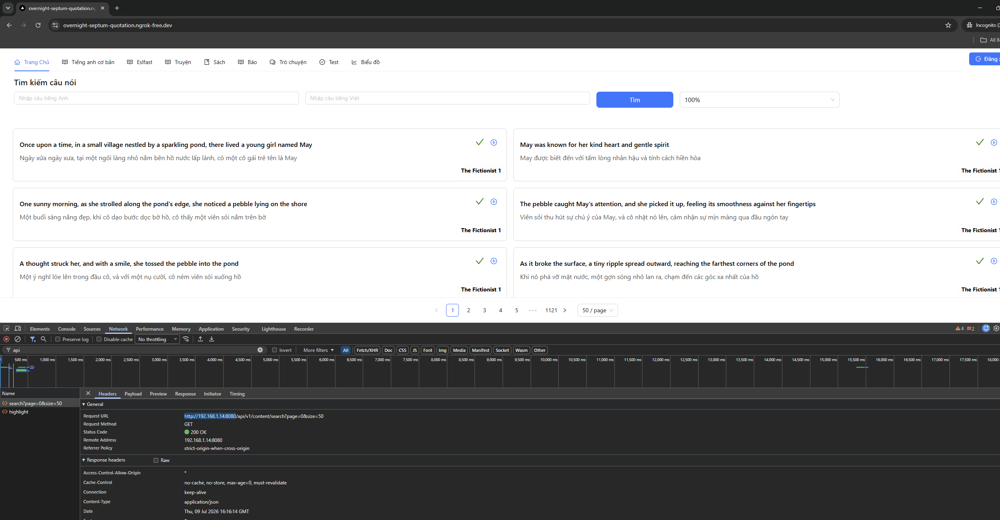 overnight-septum-quotation.ng
overnight-septum-quotation.ngrok-free.dev
Incognito (3
All B
Trang Chủ
Tiếng anh cơ bản
Eslfast
Truyện
Sách
Báo
Trò chuyện
Test
Biểu đồ
Đăng
Tìm kiếm câu nói
Nhập câu tiếng Anh
Nhập câu tiếng Việt
Tìm
100%
Once upon a time, in a small village nestled by a sparkling pond, there lived a young girl named May
Ngày xửa ngày xưa, tại một ngôi làng nhỏ nằm bên hồ nước lấp lánh, có một cô gái trẻ tên là May
The Fictionist 1
May was known for her kind heart and gentle spirit
May được biết đến với tấm lòng nhân hậu và tính cách hiền hòa
The Fictionist 1
One sunny morning, as she strolled along the pond's edge, she noticed a pebble lying on the shore
Một buổi sáng nắng đẹp, khi cô dạo bước dọc bờ hồ, cô thấy một viên sỏi nằm trên bờ
The Fictionist 1
The pebble caught May's attention, and she picked it up, feeling its smoothness against her fingertips
Viên sỏi thu hút sự chú ý của May, và cô nhặt nó lên, cảm nhận sự mịn màng qua đầu ngón tay
The Fictionist 1
A thought struck her, and with a smile, she tossed the pebble into the pond
Một ý nghĩ lóe lên trong đầu cô, và với một nụ cười, cô ném viên sỏi xuống hồ
The Fictionist 1
As it broke the surface, a tiny ripple spread outward, reaching the farthest corners of the pond
Khi nó phá vỡ mặt nước, một gợn sóng nhỏ lan ra, chạm đến các góc xa nhất của hồ
The Fictionist 1
1 2 3 4 5 ••• 1121
50 / page
Elements Console Sources Network Performance Memory Application Security Lighthouse Recorder
4 2
Preserve log Disable cache No throttling
api
Invert More filters All Fetch/XHR Doc CSS JS Font Img Media Manifest Socket Wasm Other
500 ms 1,000 ms 1,500 ms 2,000 ms 2,500 ms 3,000 ms 3,500 ms 4,000 ms 4,500 ms 5,000 ms 5,500 ms 6,000 ms 6,500 ms 7,000 ms 7,500 ms 8,000 ms 8,500 ms 9,000 ms 9,500 ms 10,000 ms 10,500 ms 11,000 ms 11,500 ms 12,000 ms 12,500 ms 13,000 ms 13,500 ms 14,000 ms 14,500 ms 15,000 ms 15,500 ms 16,000 ms 16,500 ms 17,000 ms 17,500 ms 18,000
Name
search?page=0&size=50
highlight
Headers Payload Preview Response Initiator Timing
General
Request URL
http://192.168.1.14:8080/api/v1/content/search?page=0&size=50
Request Method
GET
Status Code
200 OK
Remote Address
192.168.1.14:8080
Referrer Policy
strict-origin-when-cross-origin
Response headers
Raw
Access-Control-Allow-Origin
*
Cache-Control
no-cache, no-store, max-age=0, must-revalidate
Connection
keep-alive
Content-Type
application/json
Date
Thu, 09 Jul 2026 16:16:14 GMT